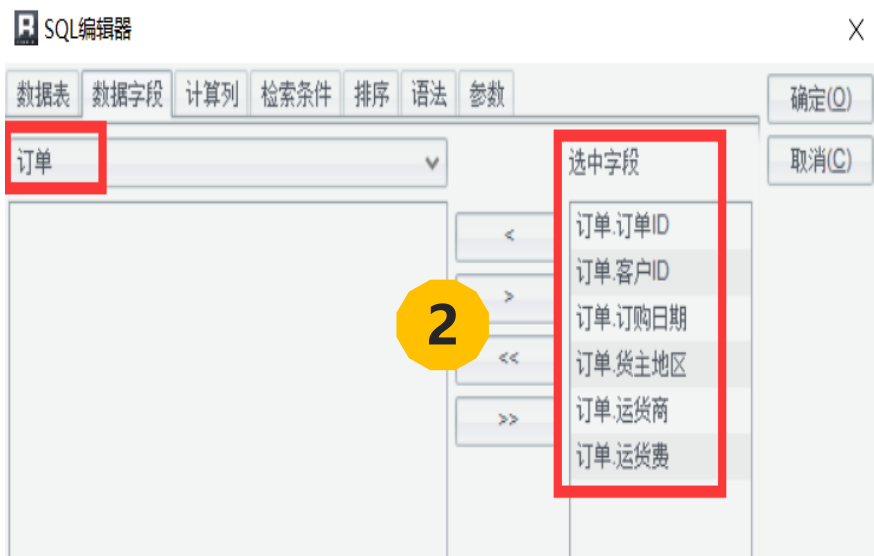 SQL编辑器
X
数据表 数据字段 计算列 检索条件 排序 语法 参数
确定(O)
订单
选中字段
取消(C)
<
>
<<
>>
2
订单.订单ID
订单.客户ID
订单.订购日期
订单.货主地区
订单.运货商
订单.运货费